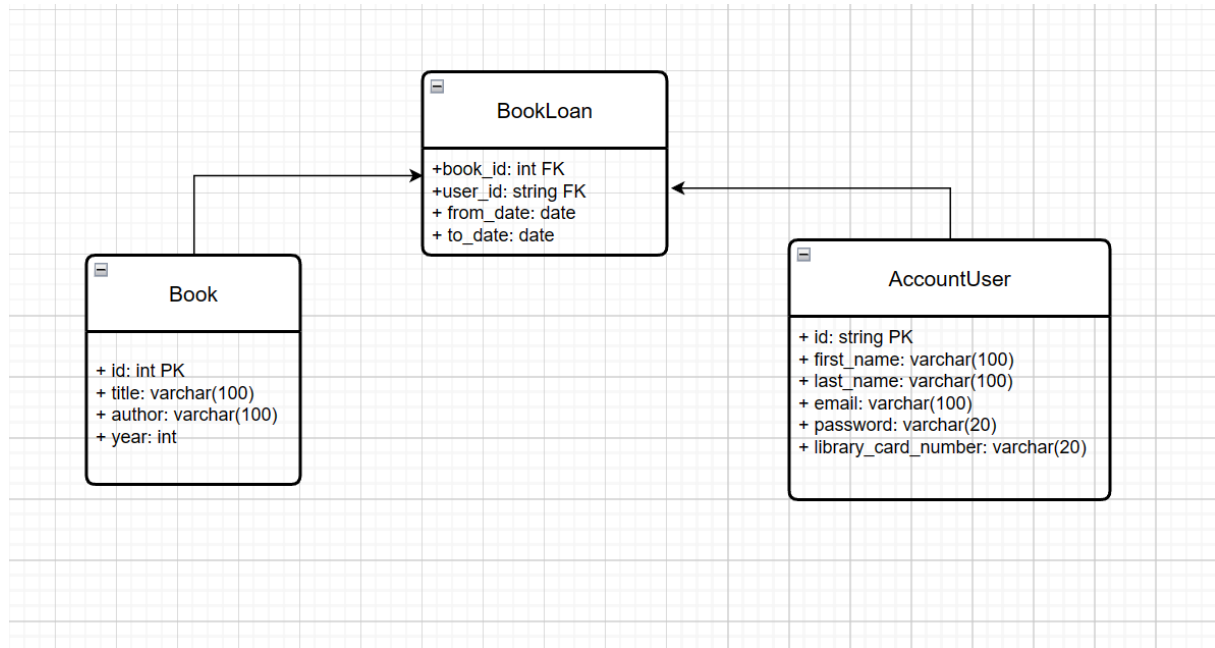 BookLoan
+book_id: int FK
+user_id: string FK
+ from_date: date
+ to_date: date
Book
+ id: int PK
+ title: varchar(100)
+ author: varchar(100)
+ year: int
AccountUser
+ id: string PK
+ first_name: varchar(100)
+ last_name: varchar(100)
+ email: varchar(100)
+ password: varchar(20)
+ library_card_number: varchar(20)